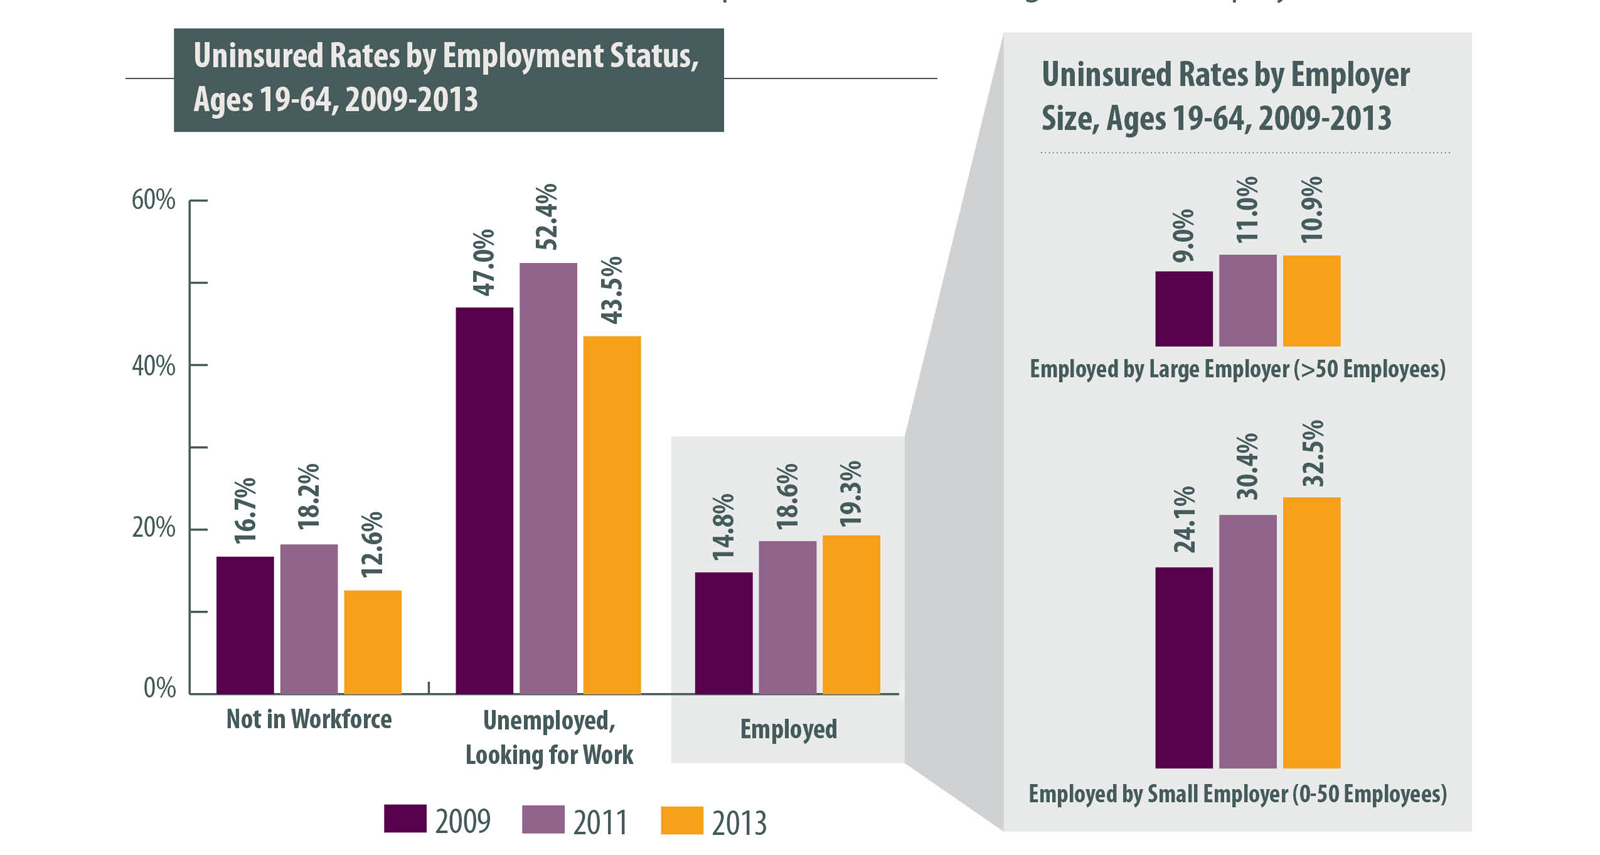 Uninsured Rates by Employment Status,
Ages 19-64, 2009-2013
60%
40%
20%
0%
16.7%
18.2%
12.6%
47.0%
52.4%
43.5%
14.8%
18.6%
19.3%
Not in Workforce
Unemployed,
Looking for Work
Employed
2009
2011
2013
Uninsured Rates by Employer
Size, Ages 19-64, 2009-2013
9.0%
11.0%
10.9%
Employed by Large Employer (>50 Employees)
24.1%
30.4%
32.5%
Employed by Small Employer (0-50 Employees)